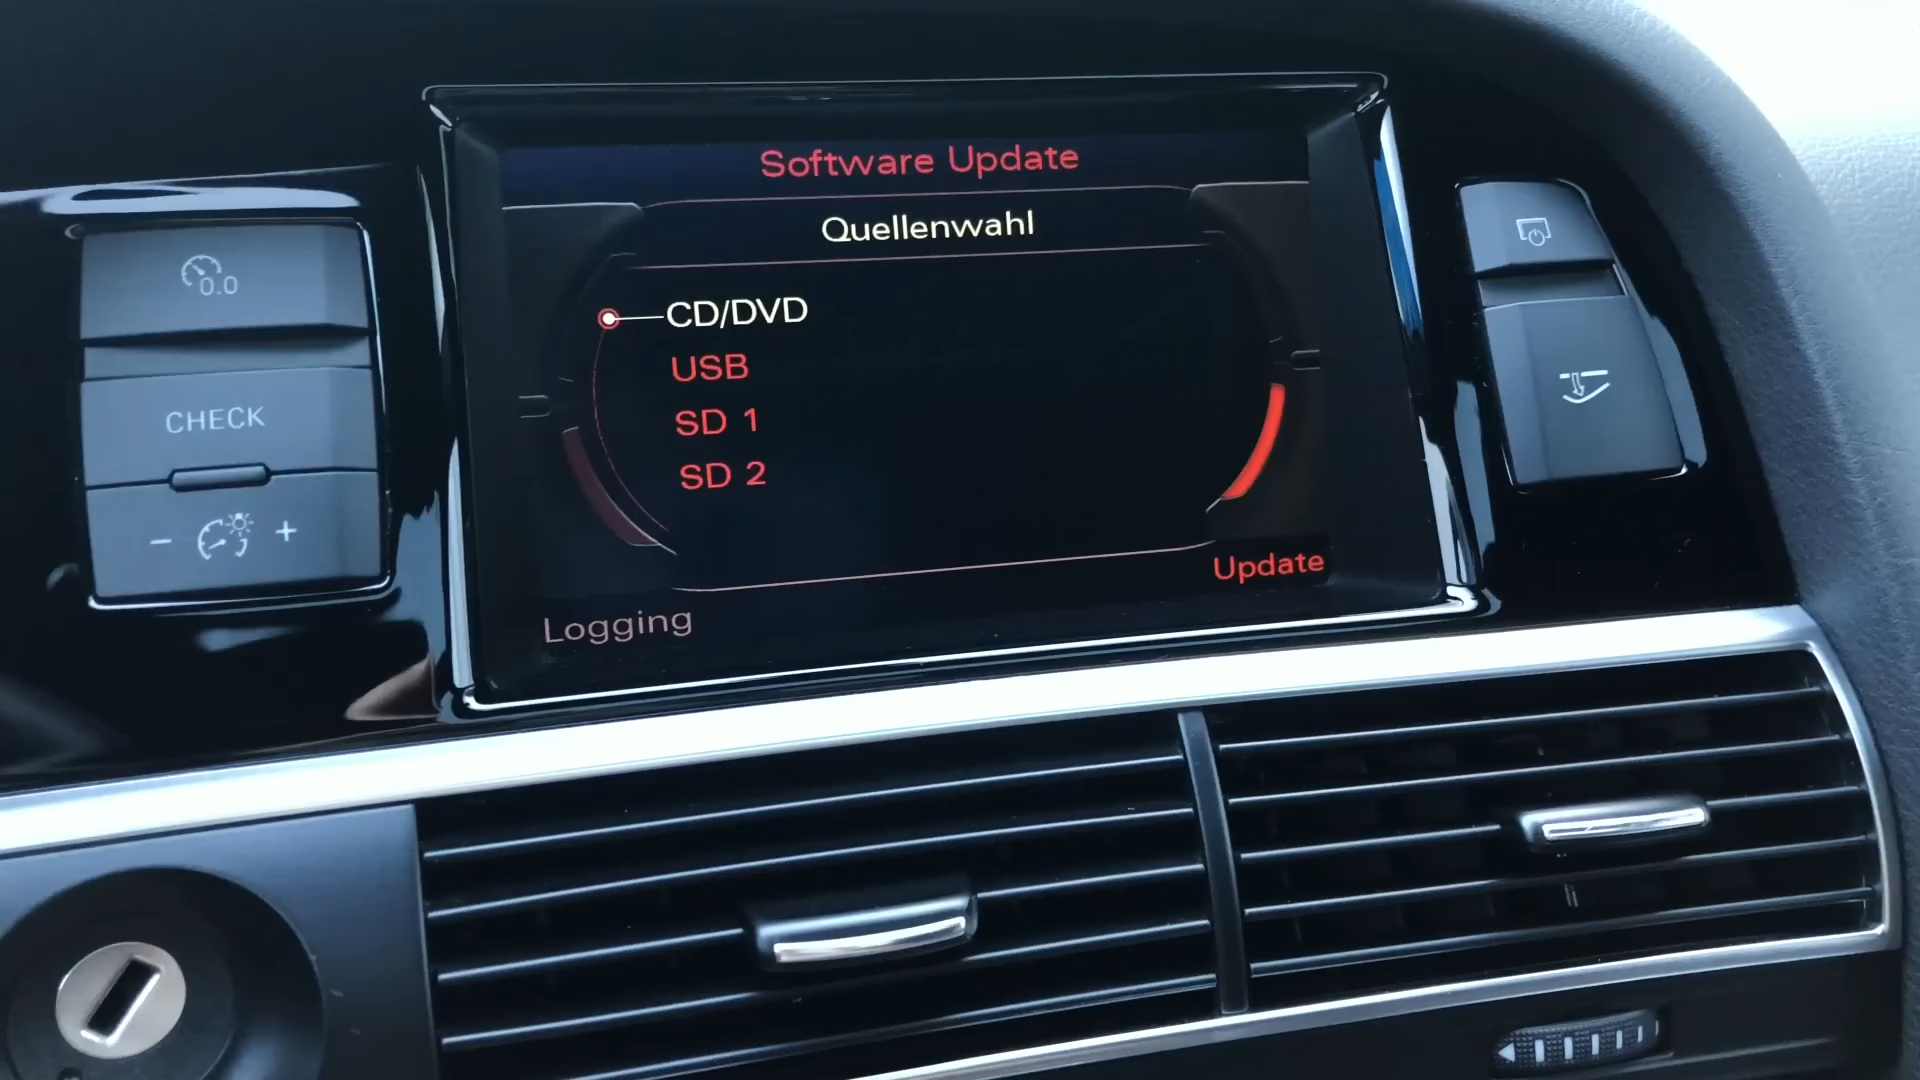 Software Update
Quellenwahl
CD/DVD
USB
SD 1
SD 2
Update
Logging
0.0
CHECK
- +